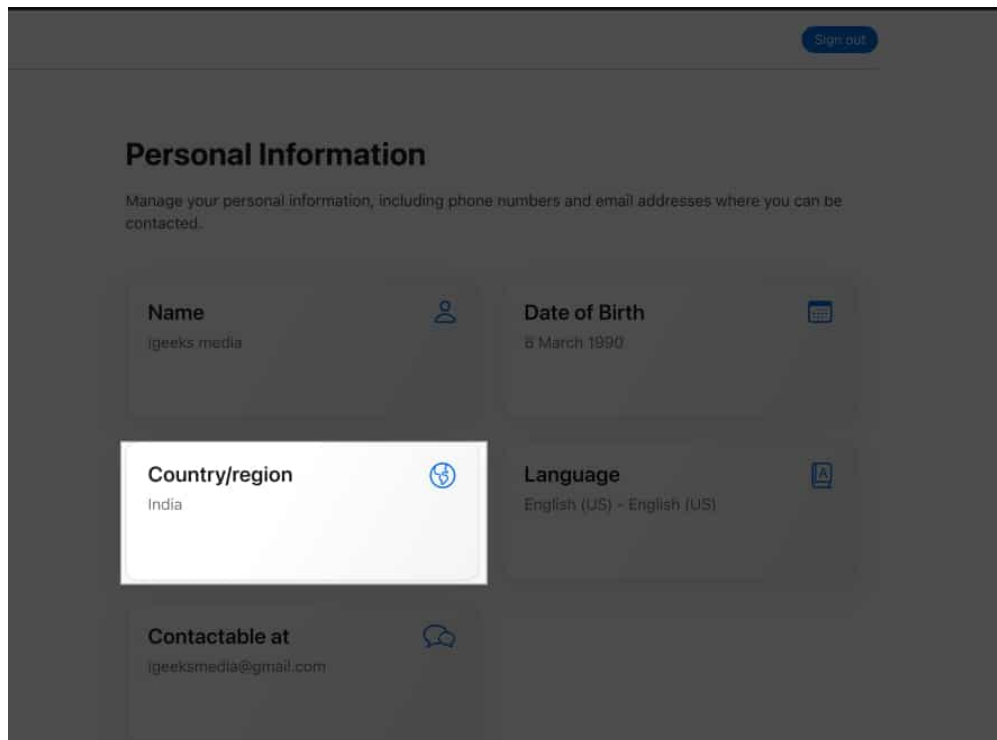 Sign out
Personal Information
Manage your personal information, including phone numbers and email addresses where you can be
contacted.
Name
igeeks media
Date of Birth
8 March 1990
Country/region
India
Language
English (US) - English (US)
Contactable at
igeeksmedia@gmail.com